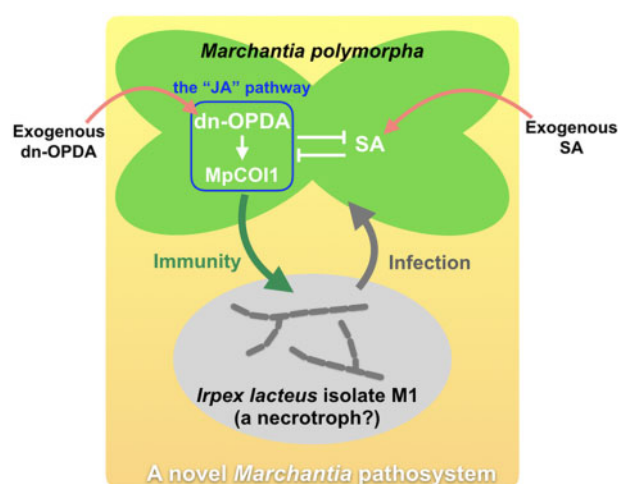 Marchantia polymorpha
the “JA” pathway
Exogenous
dn-OPDA
dn-OPDA
MpCOI1
SA
Exogenous
SA
Immunity
Infection
Irpex lacteus isolate M1
(a necrotroph?)
A novel Marchantia pathosystem